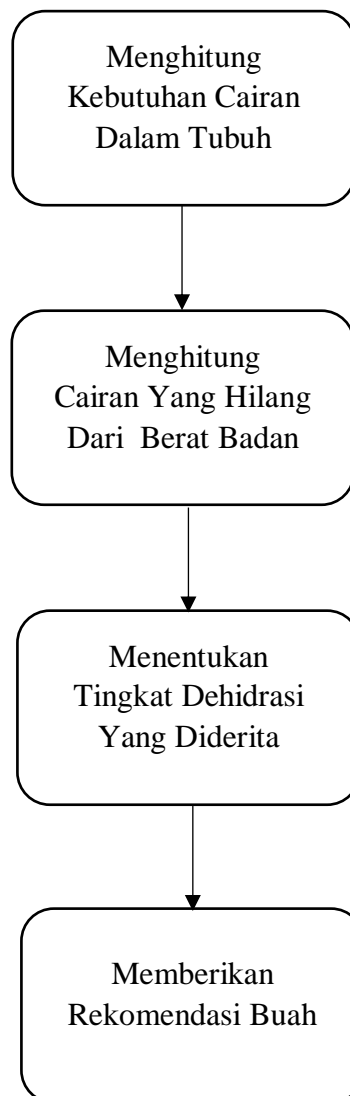 Menghitung
Kebutuhan Cairan
Dalam Tubuh
Menghitung
Cairan Yang Hilang
Dari Berat Badan
Menentukan
Tingkat Dehidrasi
Yang Diderita
Memberikan
Rekomendasi Buah